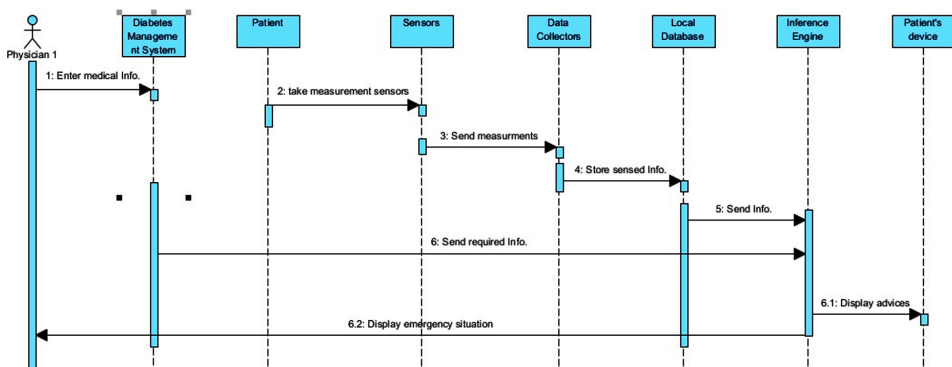 Physician 1
Diabetes
Manageme
nt System
Patient
Sensors
Data
Collectors
Local
Database
Inference
Engine
Patient's
device
1: Enter medical Info.
2: take measurement sensors
3: Send measurments
4: Store sensed Info.
5: Send Info.
6: Send required Info.
6.1: Display advices
6.2: Display emergency situation